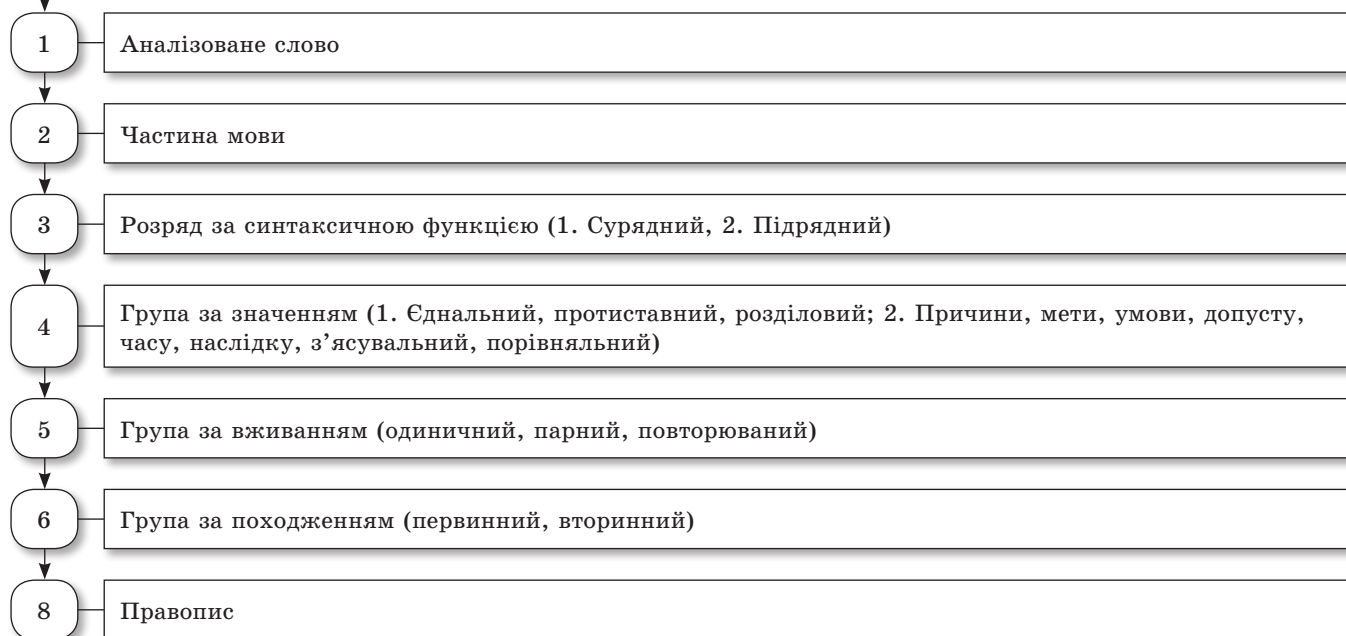 1 Аналізоване слово
2 Частина мови
3 Розряд за синтаксичною функцією (1. Сурядний, 2. Підрядний)
4 Група за значенням (1. Єднальний, протиставний, розділовий; 2. Причини, мети, умови, допусту,
часу, наслідку, з’ясувальний, порівняльний)
5 Група за вживанням (одиничний, парний, повторюваний)
6 Група за походженням (первинний, вторинний)
8 Правопис